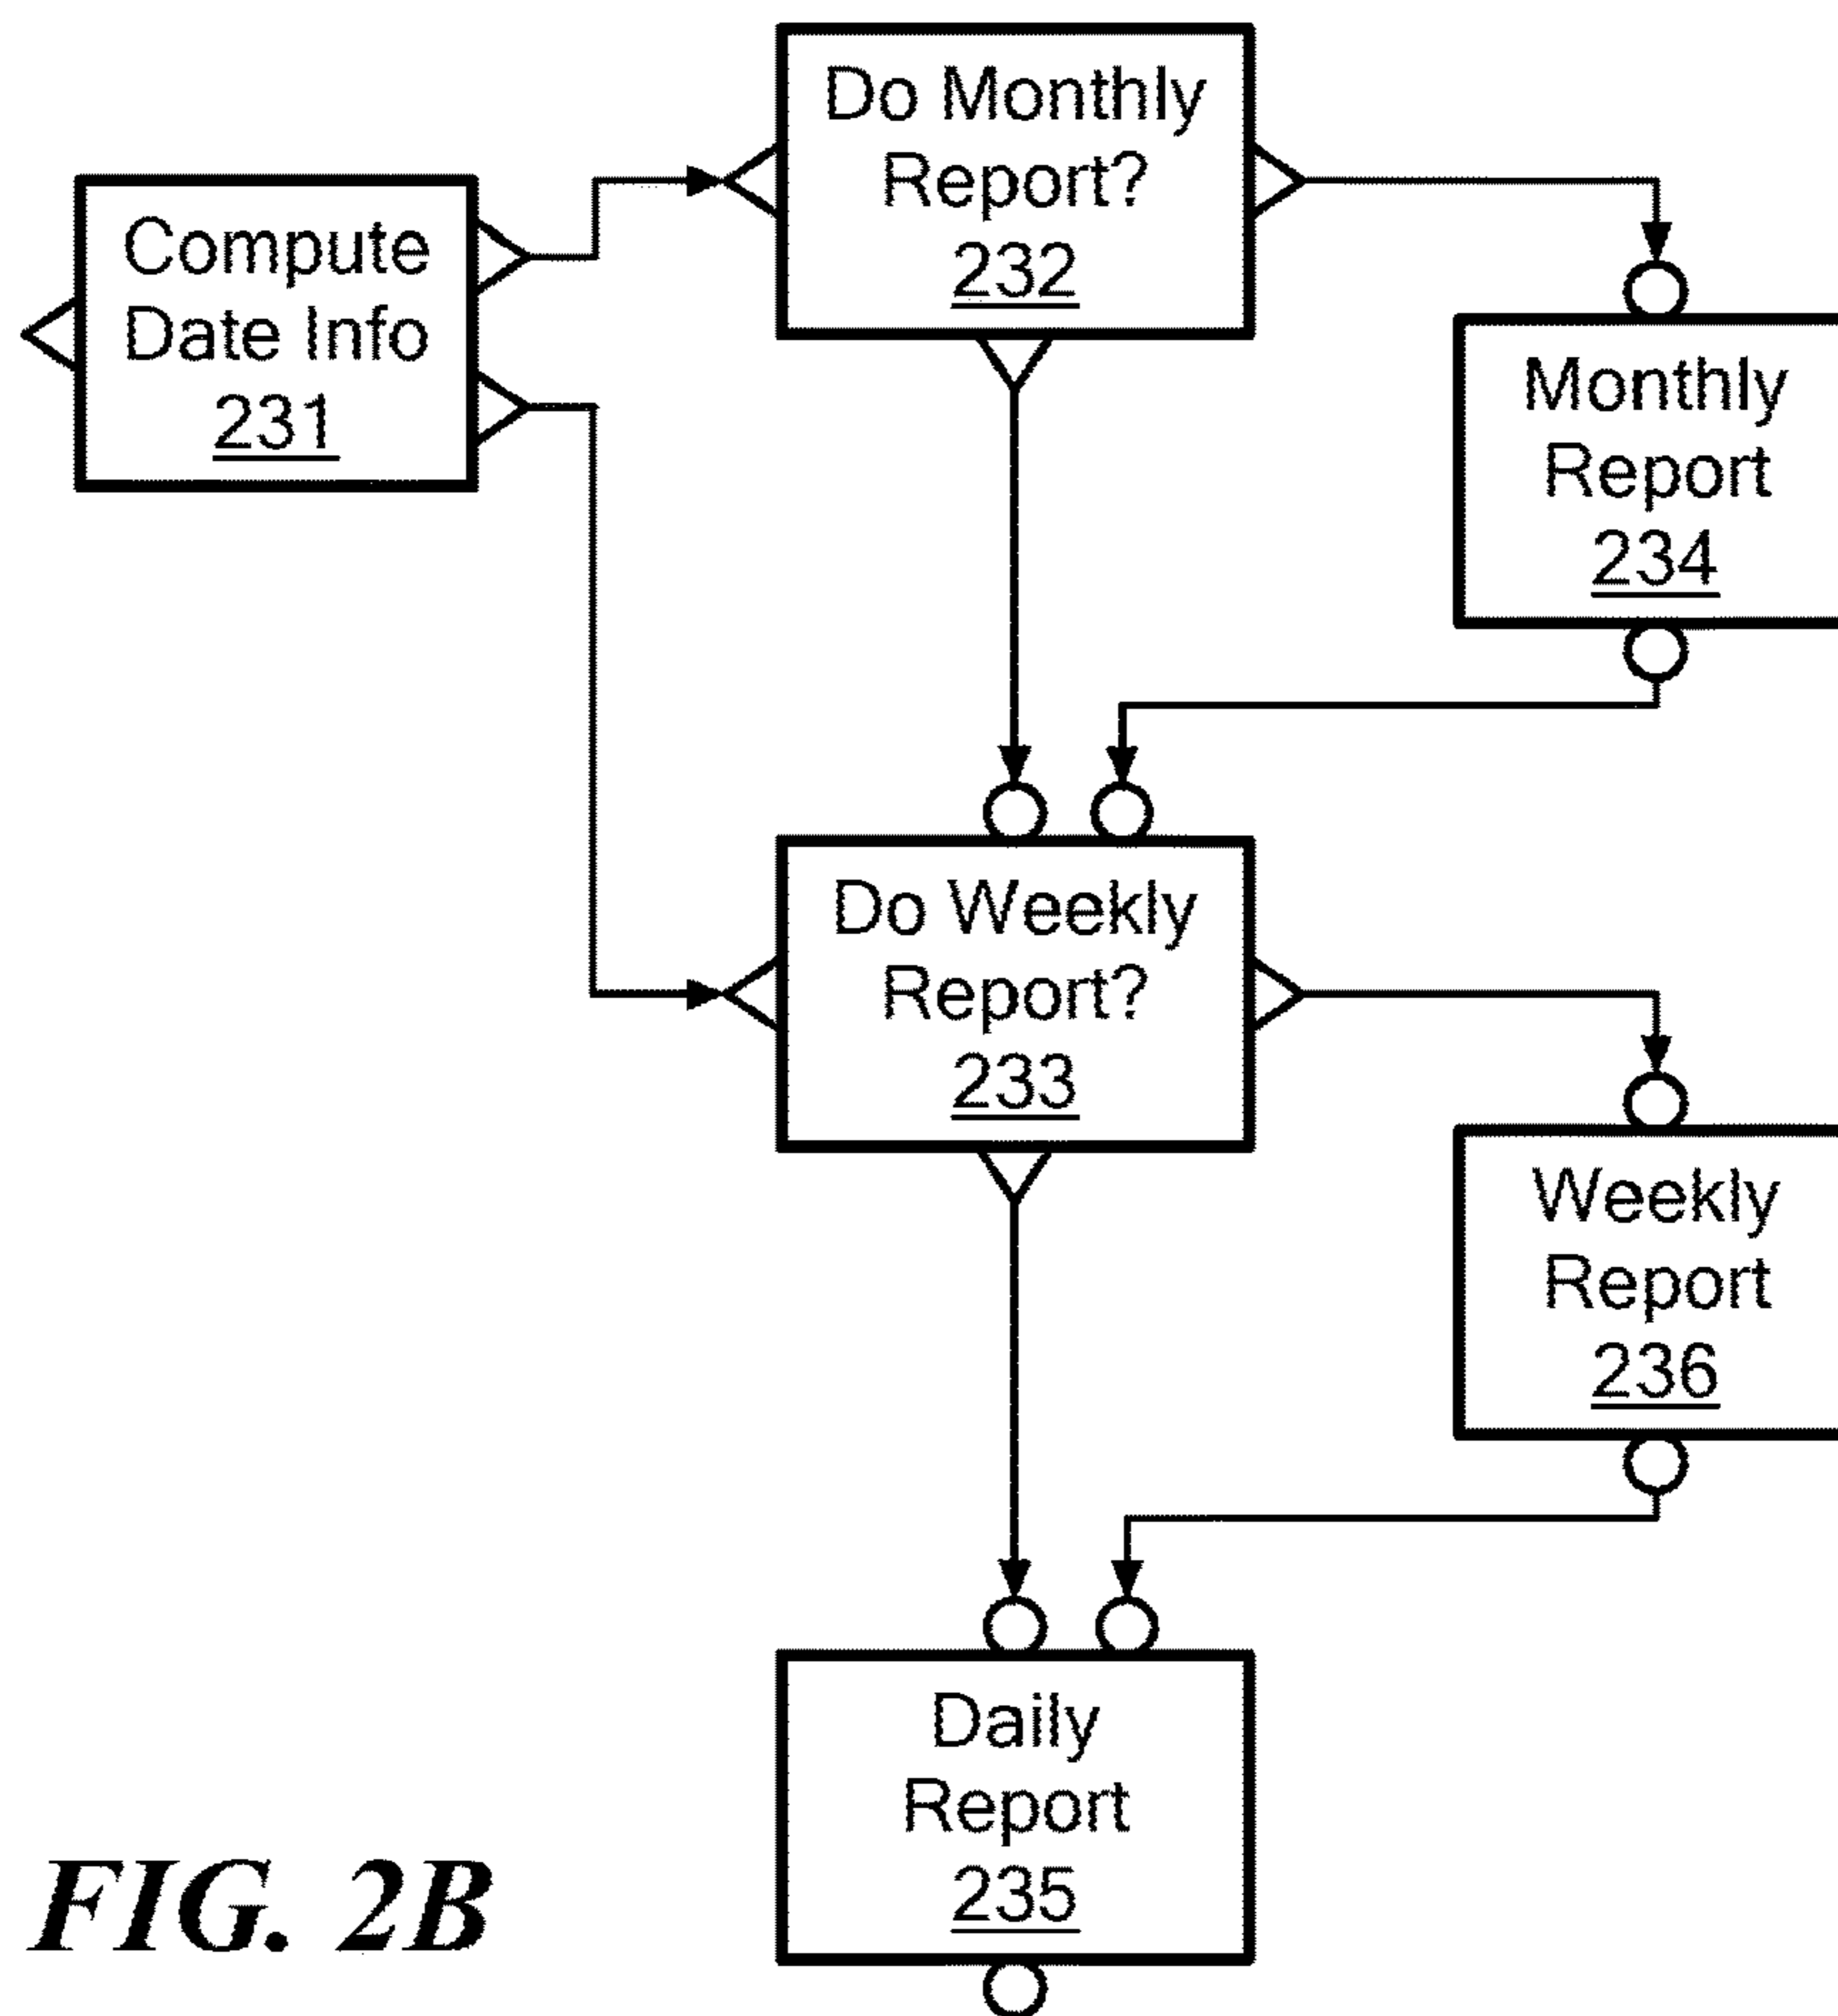 Do Monthly
Report?
232
Compute
Date Info
231
Monthly
Report
234
Do Weekly
Report?
233
Weekly
Report
236
Daily
Report
235
FIG. 2B